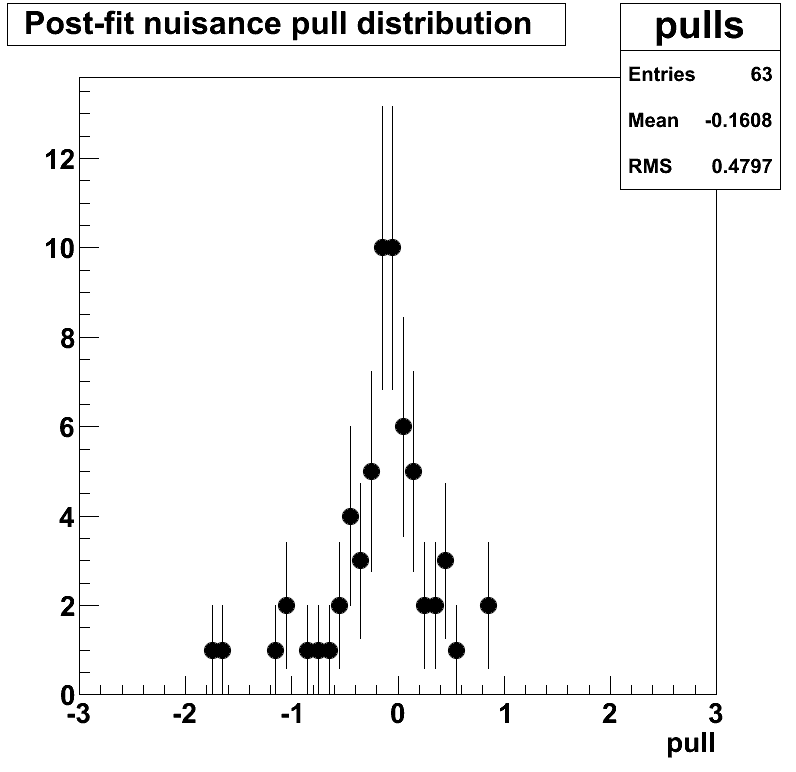 Post-fit nuisance pull distribution
pulls
Entries 63
Mean -0.1608
RMS 0.4797
12
10
8
6
4
2
0
-3 -2 -1 0 1 2 3
pull